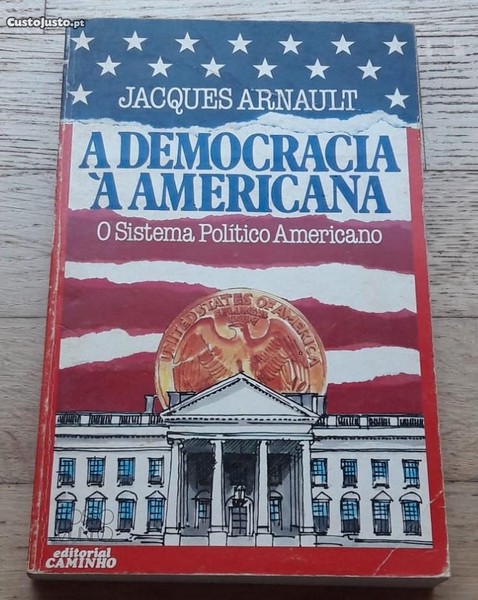 CustoJusto.pt
JACQUES ARNAULT
A DEMOCRACIA
À AMERICANA
O Sistema Político Americano
UNITED STATES OF AMERICA
editorial
CAMINHO